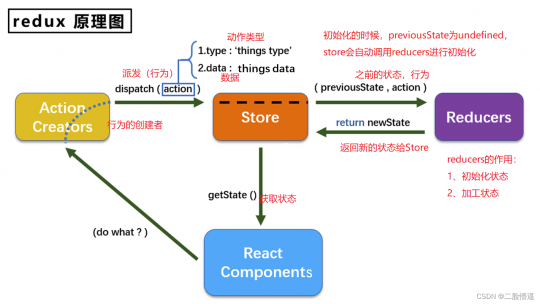 redux 原理图
动作类型
1.type : ‘things type’
2.data : things data
初始化的时候，previousState为undefined，
store会自动调用reducers进行初始化
派发（行为）
dispatch ( action )
数据
之前的状态，行为
( previousState , action )
Action
Creators
行为的创建者
Store
Reducers
return newState
返回新的状态给Store
reducers的作用：
1、初始化状态
2、加工状态
getState ()
获取状态
(do what ? )
React
Components
CSDN @二脸懵逼